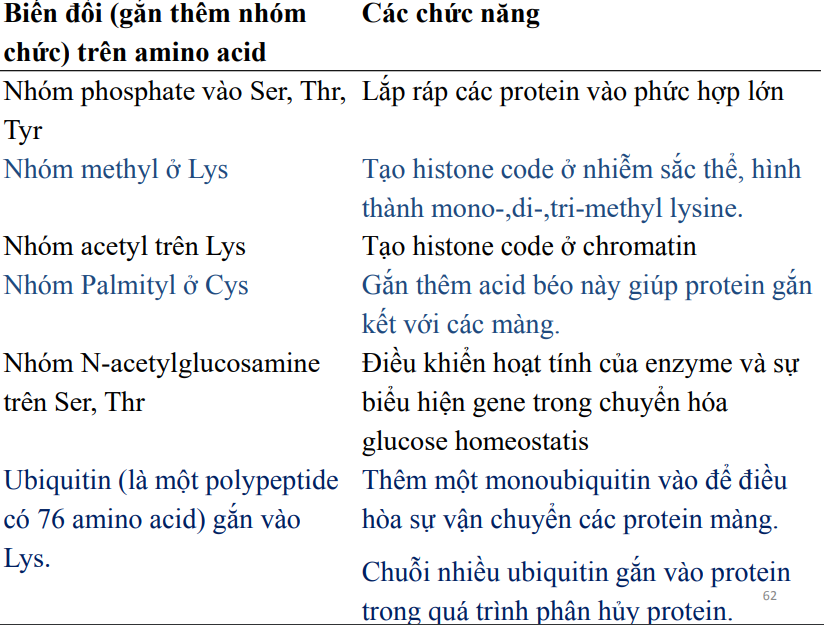 Biến đổi (gắn thêm nhóm
chức) trên amino acid
Các chức năng
Nhóm phosphate vào Ser, Thr,
Tyr
Lắp ráp các protein vào phức hợp lớn
Nhóm methyl ở Lys
Tạo histone code ở nhiễm sắc thể, hình
thành mono-,di-,tri-methyl lysine.
Nhóm acetyl trên Lys
Tạo histone code ở chromatin
Nhóm Palmityl ở Cys
Gắn thêm acid béo này giúp protein gắn
kết với các màng.
Nhóm N-acetylglucosamine
trên Ser, Thr
Điều khiển hoạt tính của enzyme và sự
biểu hiện gene trong chuyển hóa
glucose homeostatis
Ubiquitin (là một polypeptide
có 76 amino acid) gắn vào
Lys.
Thêm một monoubiquitin vào để điều
hòa sự vận chuyển các protein màng.
Chuỗi nhiều ubiquitin gắn vào protein
trong quá trình phân hủy protein.
62